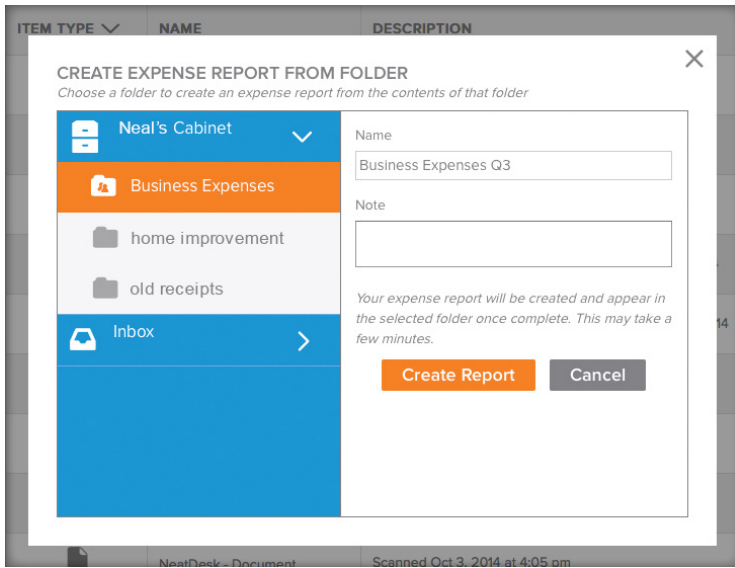 ITEM TYPE NAME DESCRIPTION
CREATE EXPENSE REPORT FROM FOLDER
Choose a folder to create an expense report from the contents of that folder
Neal's Cabinet
Business Expenses
home improvement
old receipts
Inbox
Name
Business Expenses Q3
Note
Your expense report will be created and appear in
the selected folder once complete. This may take a
few minutes.
Create Report Cancel
14
NeatDesk - Document Scanned Oct 3, 2014 at 4:05 pm